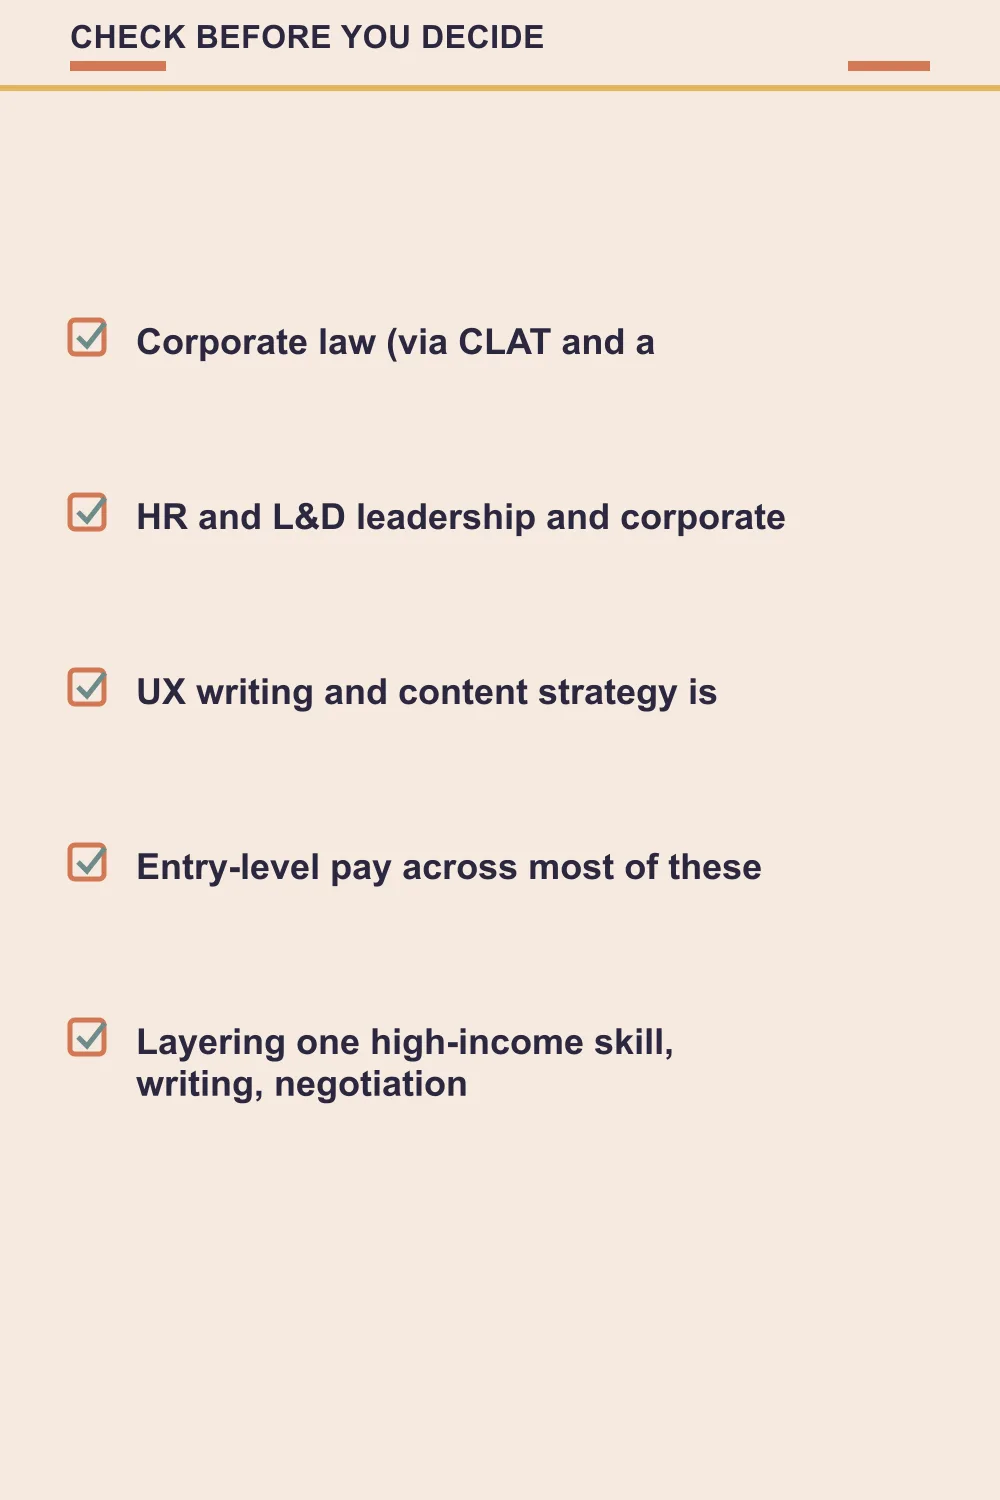 CHECK BEFORE YOU DECIDE
Corporate law (via CLAT and a
HR and L&D leadership and corporate
UX writing and content strategy is
Entry-level pay across most of these
Layering one high-income skill,
writing, negotiation